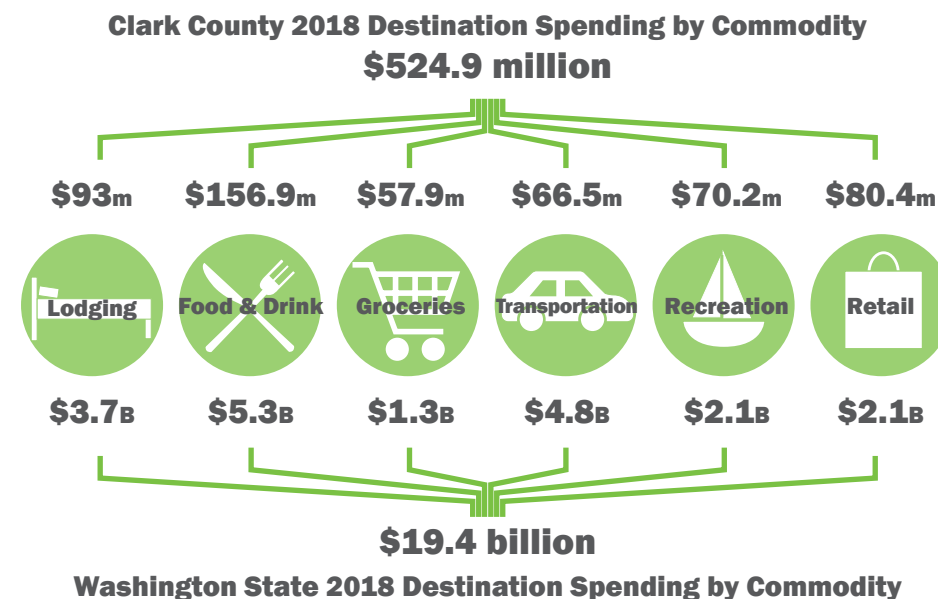 Clark County 2018 Destination Spending by Commodity
$524.9 million
$93m $156.9m $57.9m $66.5m $70.2m $80.4m
Lodging Food & Drink Groceries Transportation Recreation Retail
$3.7B $5.3B $1.3B $4.8B $2.1B $2.1B
$19.4 billion
Washington State 2018 Destination Spending by Commodity